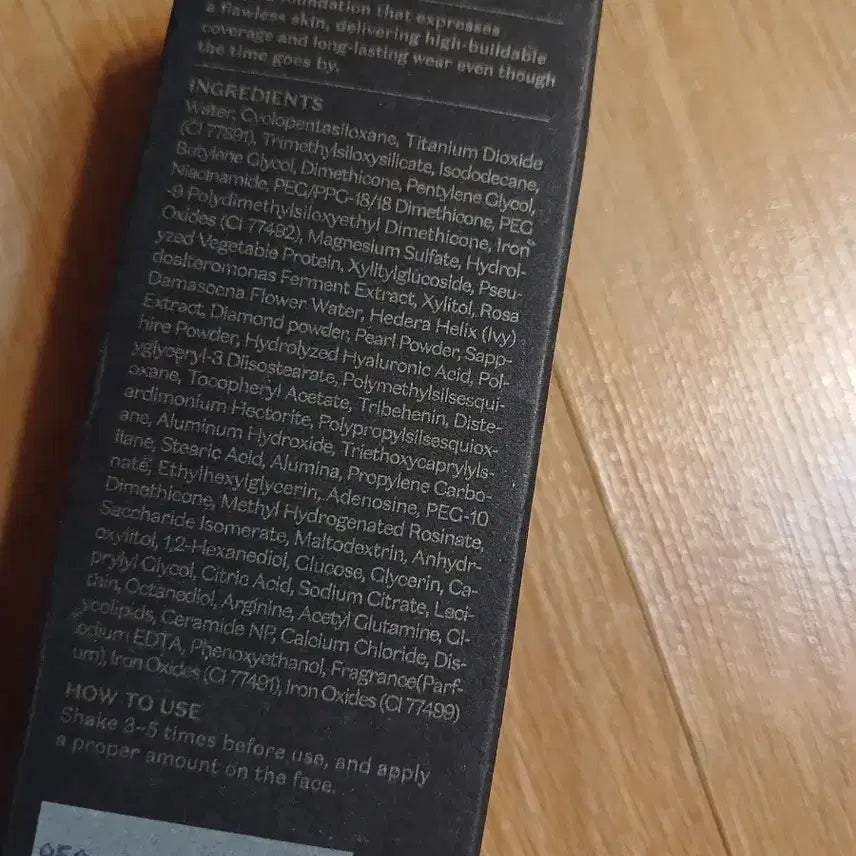 foundation that expresses
a flawless skin, delivering high-buildable
coverage and long-lasting wear even though
the time goes by.
INGREDIENTS
Water, Cyclopentasiloxane, Titanium Dioxide
(CI 77891), Trimethylsiloxysilicate, Isododecane,
Butylene Glycol, Dimethicone, Pentylene Glycol,
Niacinamide, PEG/PPG-18/18 Dimethicone, PEG
-9 Polydimethylsiloxyethyl Dimethicone, Iron
Oxides (CI 77492), Magnesium Sulfate, Hydrol-
yzed Vegetable Protein, Xylitylglucoside, Pseu-
doalteromonas Ferment Extract, Xylitol, Rosa
Damascena Flower Water, Hedera Helix (Ivy)
Extract, Diamond powder, Pearl Powder, Sapp-
hire Powder, Hydrolyzed Hyaluronic Acid, Pol-
yglyceryl-3 Diisostearate, Polymethylsilsesqui-
oxane, Tocopheryl Acetate, Tribehenin, Diste-
ardimonium Hectorite, Polypropylsilsesquiox-
ane, Aluminum Hydroxide, Triethoxycaprylyls-
ilane, Stearic Acid, Alumina, Propylene Carbo-
nate, Ethylhexylglycerin, Adenosine, PEG-10
Dimethicone, Methyl Hydrogenated Rosinate,
Saccharide Isomerate, Maltodextrin, Anhydr-
oxylitol, 1,2-Hexanediol, Glucose, Glycerin, Ca-
prylyl Glycol, Citric Acid, Sodium Citrate, Leci-
thin, Octanediol, Arginine, Acetyl Glutamine, Gl-
ycolipids, Ceramide NP, Calcium Chloride, Dis-
odium EDTA, Phenoxyethanol, Fragrance(Parf-
um), Iron Oxides (CI 77491), Iron Oxides (CI 77499)
HOW TO USE
Shake 3-5 times before use, and apply
a proper amount on the face.